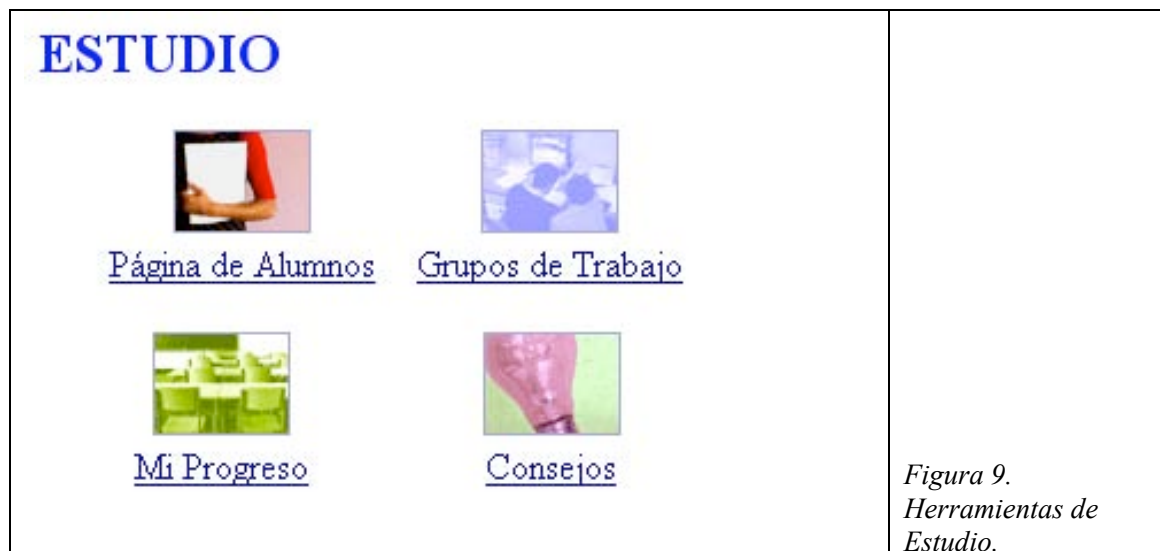 ESTUDIO
Página de Alumnos
Grupos de Trabajo
Mi Progreso
Consejos
Figura 9.
Herramientas de
Estudio.